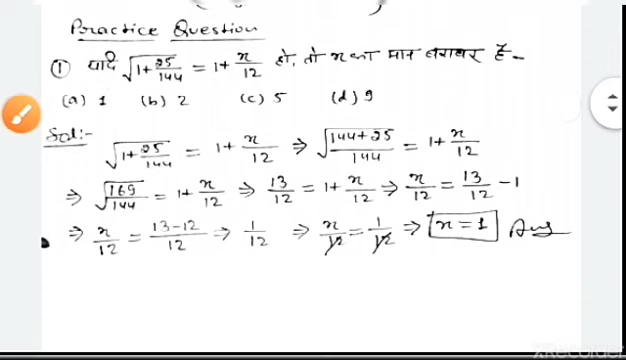 Practice Question
① यदि √1+25/144 = 1+ x/12 हो, तो x का मान बराबर है -
(a) 1 (b) 2 (c) 5 (d) 9
Sol:-
√1+25/144 = 1+ x/12 ⇒ √144+25/144 = 1+ x/12
⇒ √169/144 = 1+ x/12 ⇒ 13/12 = 1+ x/12 ⇒ x/12 = 13/12 - 1
⇒ x/12 = 13-12/12 ⇒ 1/12 ⇒ x/12 = 1/12 ⇒ x = 1 Ans
XRecorder